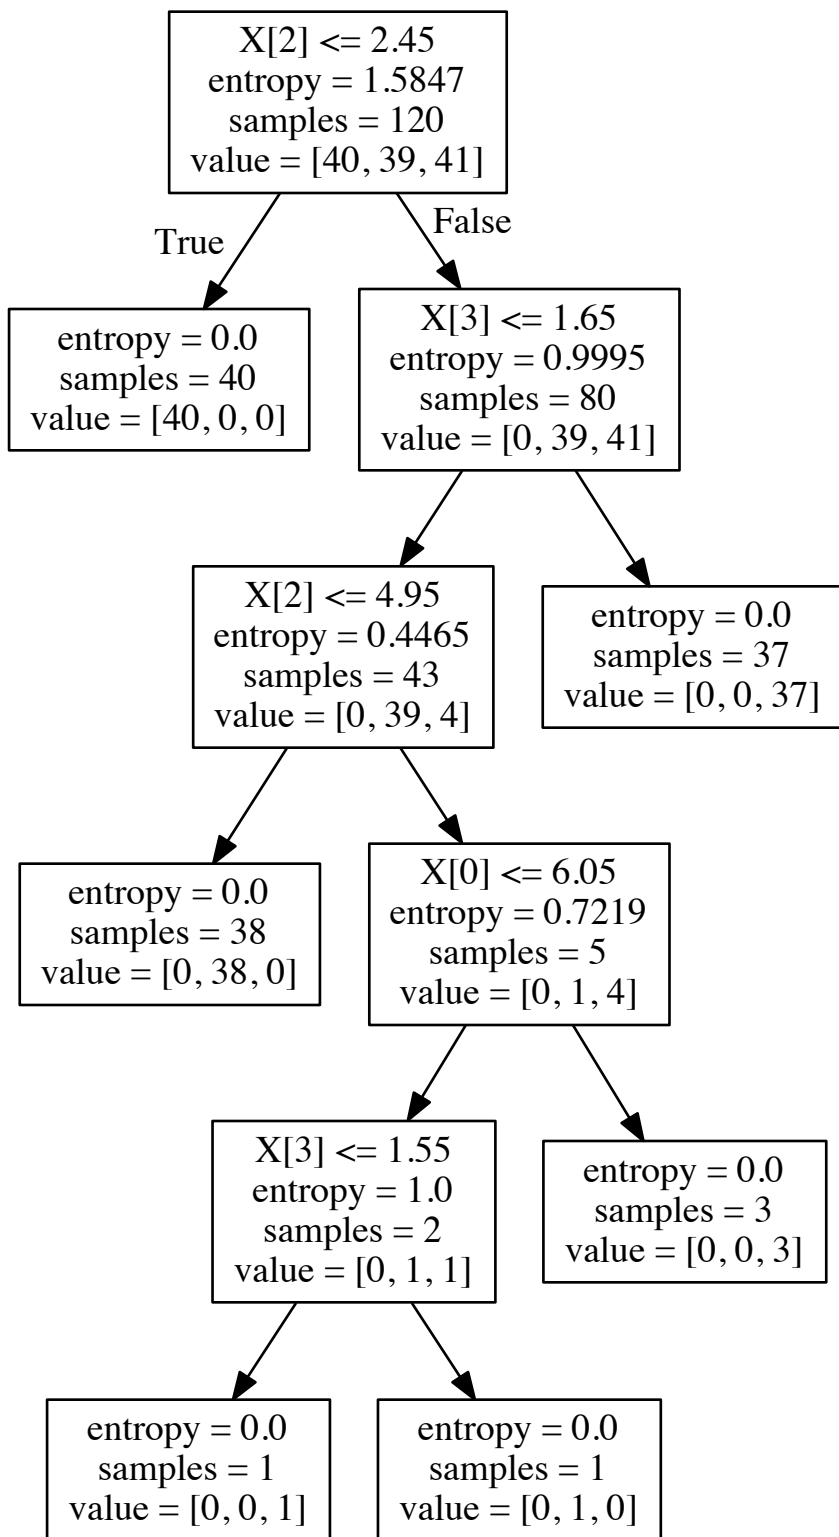 X[2] <= 2.45
entropy = 1.5847
samples = 120
value = [40, 39, 41]
True
False
entropy = 0.0
samples = 40
value = [40, 0, 0]
X[3] <= 1.65
entropy = 0.9995
samples = 80
value = [0, 39, 41]
X[2] <= 4.95
entropy = 0.4465
samples = 43
value = [0, 39, 4]
entropy = 0.0
samples = 37
value = [0, 0, 37]
entropy = 0.0
samples = 38
value = [0, 38, 0]
X[0] <= 6.05
entropy = 0.7219
samples = 5
value = [0, 1, 4]
X[3] <= 1.55
entropy = 1.0
samples = 2
value = [0, 1, 1]
entropy = 0.0
samples = 3
value = [0, 0, 3]
entropy = 0.0
samples = 1
value = [0, 0, 1]
entropy = 0.0
samples = 1
value = [0, 1, 0]